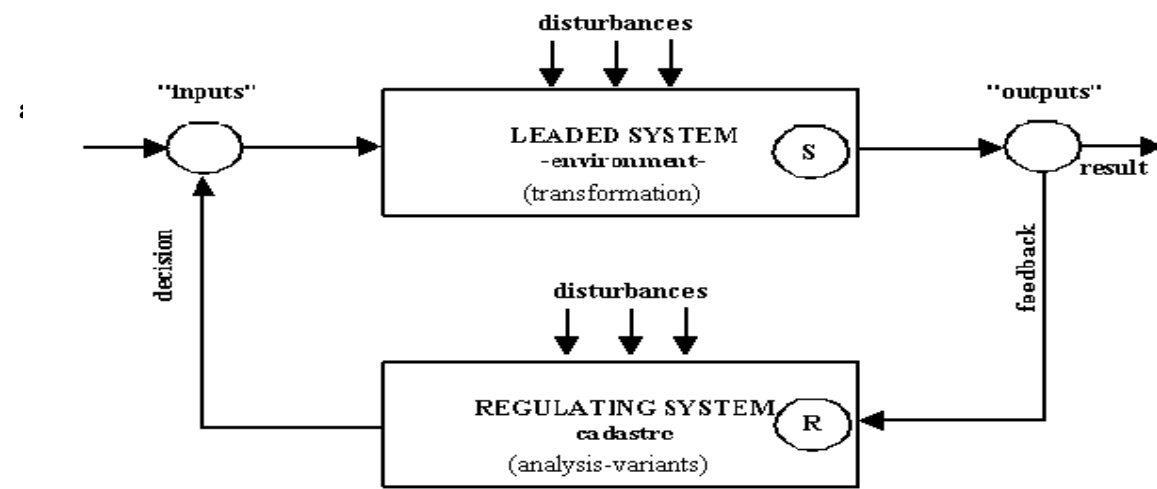 disturbances
"inputs"
"outputs"
LEADED SYSTEM
-environment-
(transformation)
S
result
decision
feedback
disturbances
REGULATING SYSTEM
cadastre
(analysis-variants)
R